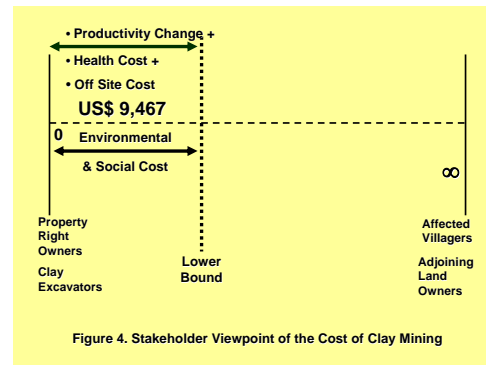 • Productivity Change +
• Health Cost +
• Off Site Cost
US$ 9,467
0 Environmental
& Social Cost
∞
Property
Right
Owners
Clay
Excavators
Lower
Bound
Affected
Villagers
Adjoining
Land
Owners
Figure 4. Stakeholder Viewpoint of the Cost of Clay Mining